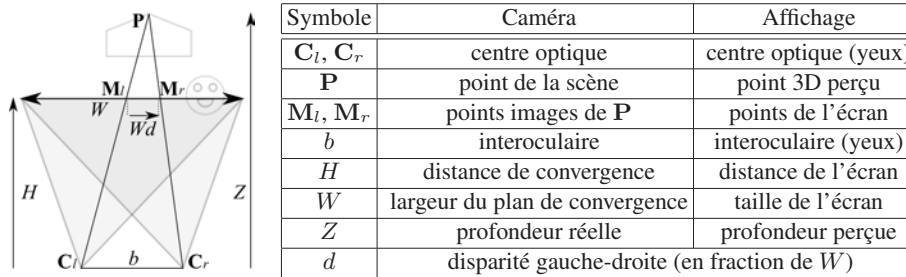 P
M_l M_r
W
Wd
H
Z
C_l b C_r
Symbole Caméra Affichage
C_l, C_r centre optique centre optique (yeux)
P point de la scène point 3D perçu
M_l, M_r points images de P points de l'écran
b interoculaire interoculaire (yeux)
H distance de convergence distance de l'écran
W largeur du plan de convergence taille de l'écran
Z profondeur réelle profondeur perçue
d disparité gauche-droite (en fraction de W)